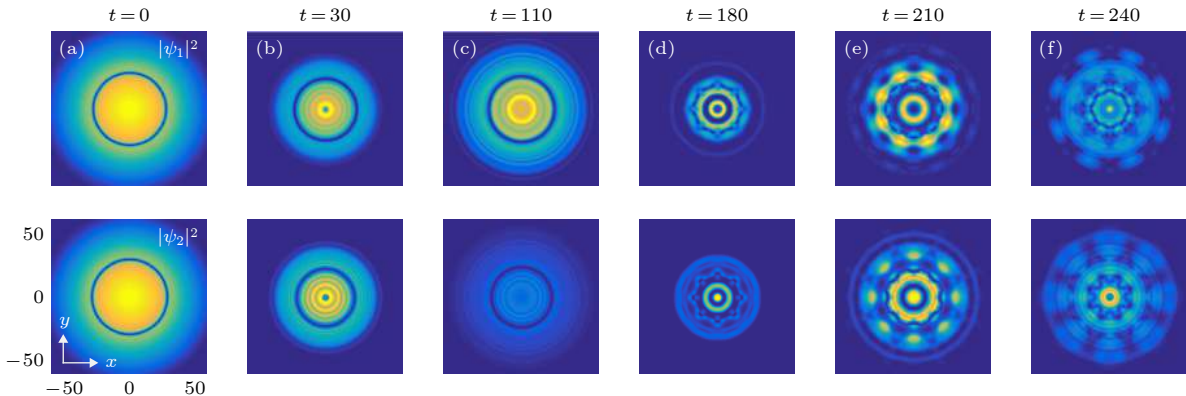 t=0 t=30 t=110 t=180 t=210 t=240
(a) |ψ₁|² (b) (c) (d) (e) (f)
50 |ψ₂|²
0
y
x
−50
−50 0 50